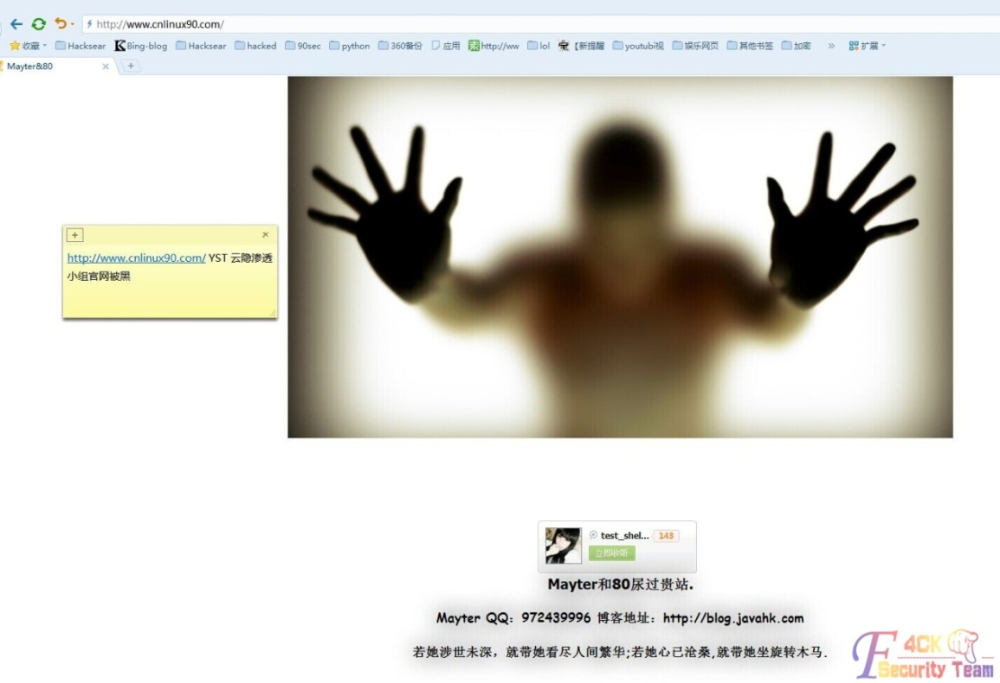 http://www.cnlinux90.com/
收藏 Hacksear Bing-blog Hacksear hacked 90sec python 360备份 应用 http://ww lol 【新提醒 youtubi视 娱乐网页 其他书签 加密 » 扩展
Mayter&80
http://www.cnlinux90.com/ YST 云隐渗透
小组官网被黑
test_shel... 143
立即收听
Mayter和80尿过贵站.
Mayter QQ：972439996 博客地址：http://blog.javahk.com
若她涉世未深，就带她看尽人间繁华;若她心已沧桑,就带她坐旋转木马.
F4CK
Security Team